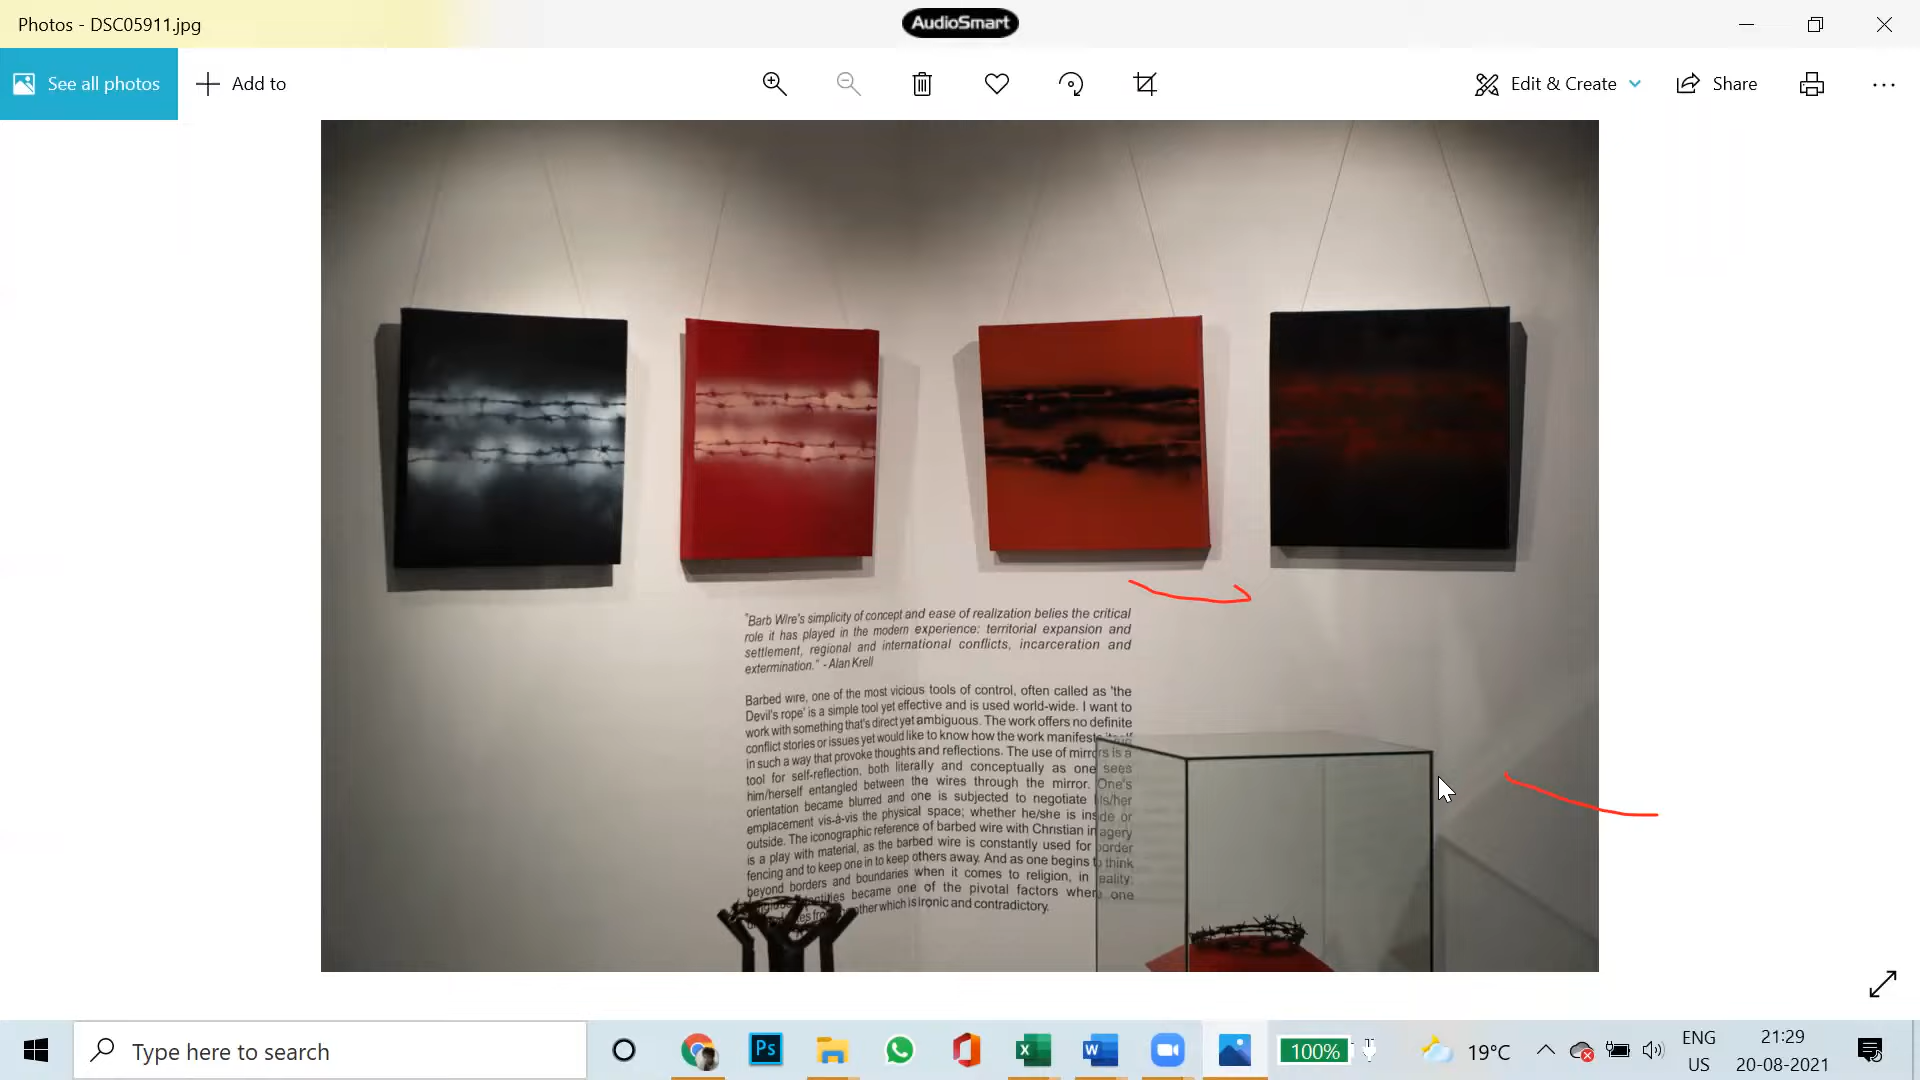 Photos - DSC05911.jpg
AudioSmart
See all photos
Add to
Edit & Create
Share
"Barb Wire's simplicity of concept and ease of realization belies the critical
role it has played in the modern experience: territorial expansion and
settlement, regional and international conflicts, incarceration and
extermination." - Alan Krell
Barbed wire, one of the most vicious tools of control, often called as 'the
Devil's rope' is a simple tool yet effective and is used world-wide. I want to
work with something that's direct yet ambiguous. The work offers no definite
conflict stories or issues yet would like to know how the work manifests itself
in such a way that provoke thoughts and reflections. The use of mirrors is a
tool for self-reflection, both literally and conceptually as one sees
him/herself entangled between the wires through the mirror. One's
orientation became blurred and one is subjected to negotiate his/her
emplacement vis-à-vis the physical space; whether he/she is inside or
outside. The iconographic reference of barbed wire with Christian imagery
is a play with material, as the barbed wire is constantly used for border
fencing and to keep one in to keep others away. And as one begins to think
beyond borders and boundaries when it comes to religion, in reality;
identities became one of the pivotal factors where one
other which is ironic and contradictory.
Type here to search
Ps
100%
19°C
ENG
US
21:29
20-08-2021